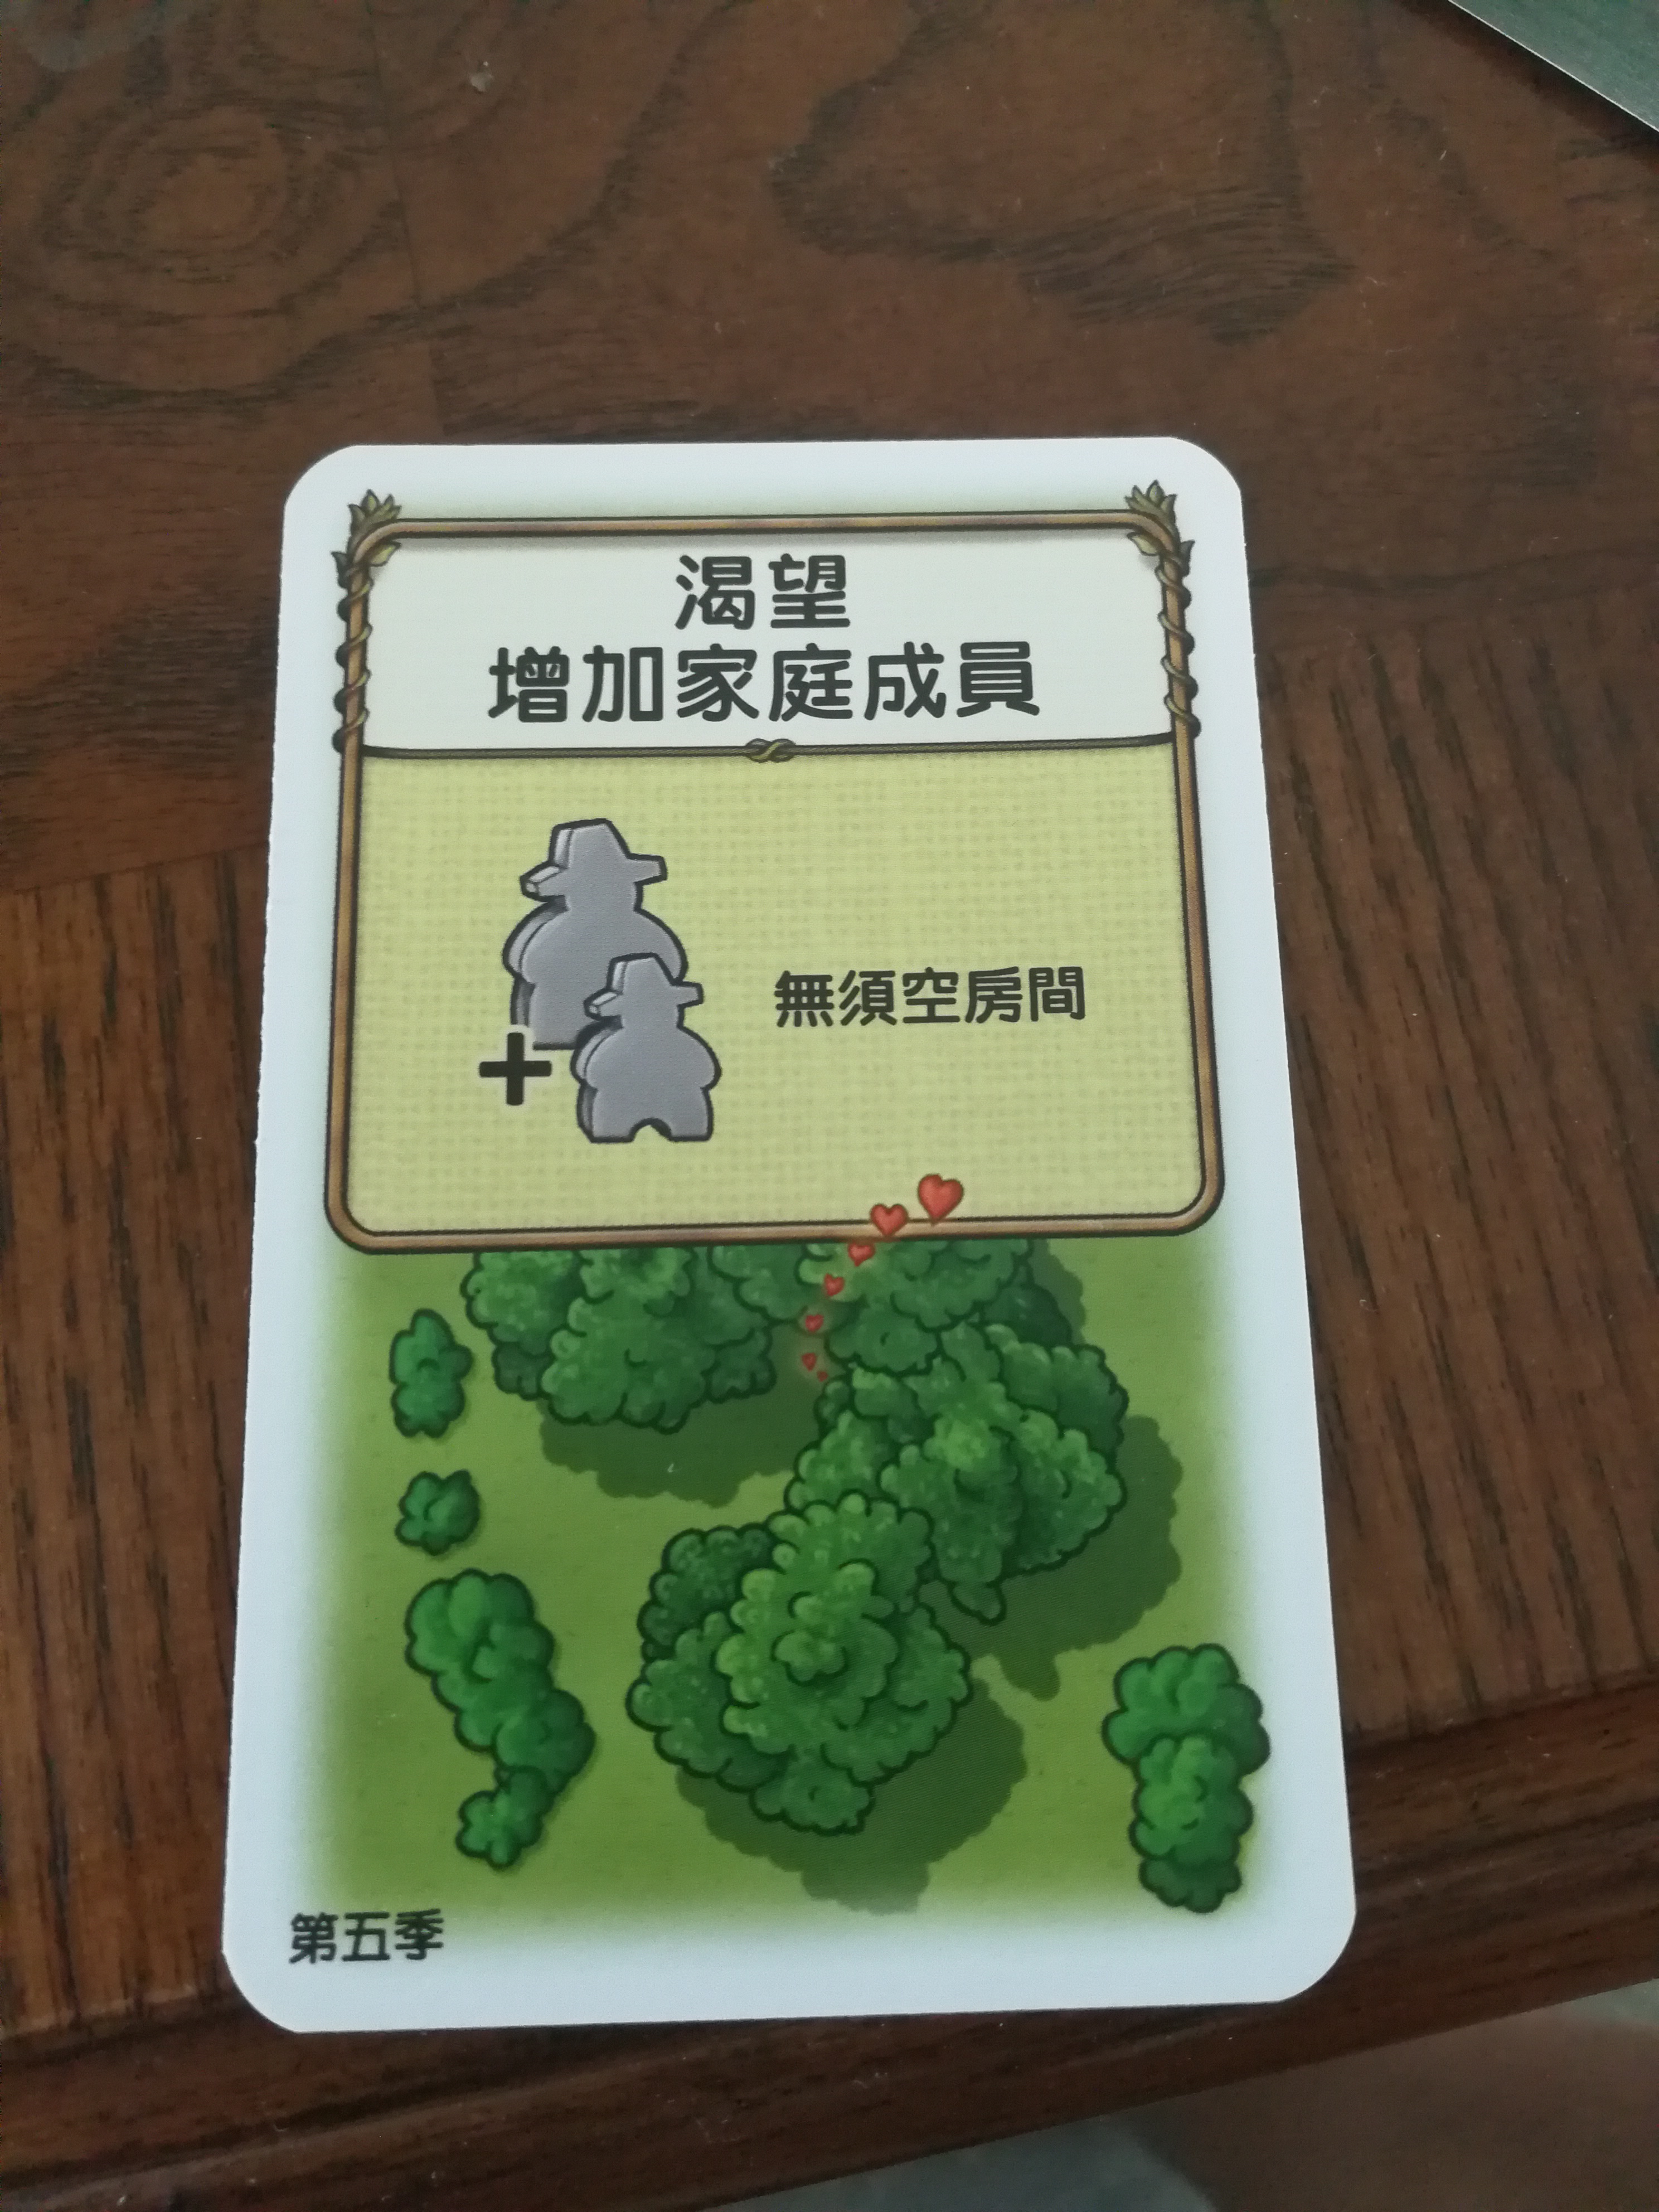 渴望
增加家庭成員
+
無須空房間
第五季